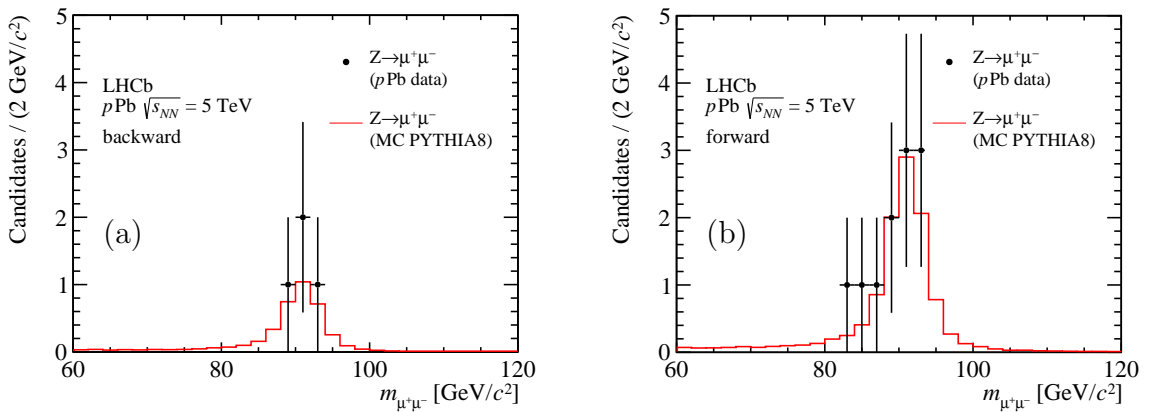 Candidates / (2 GeV/c²)
5
4
3
2
1
0
LHCb
pPb √sNN = 5 TeV
backward
Z→μ⁺μ⁻
(pPb data)
Z→μ⁺μ⁻
(MC PYTHIA8)
(a)
60 80 100 120
mμ⁺μ⁻ [GeV/c²]
Candidates / (2 GeV/c²)
5
4
3
2
1
0
LHCb
pPb √sNN = 5 TeV
forward
Z→μ⁺μ⁻
(pPb data)
Z→μ⁺μ⁻
(MC PYTHIA8)
(b)
60 80 100 120
mμ⁺μ⁻ [GeV/c²]